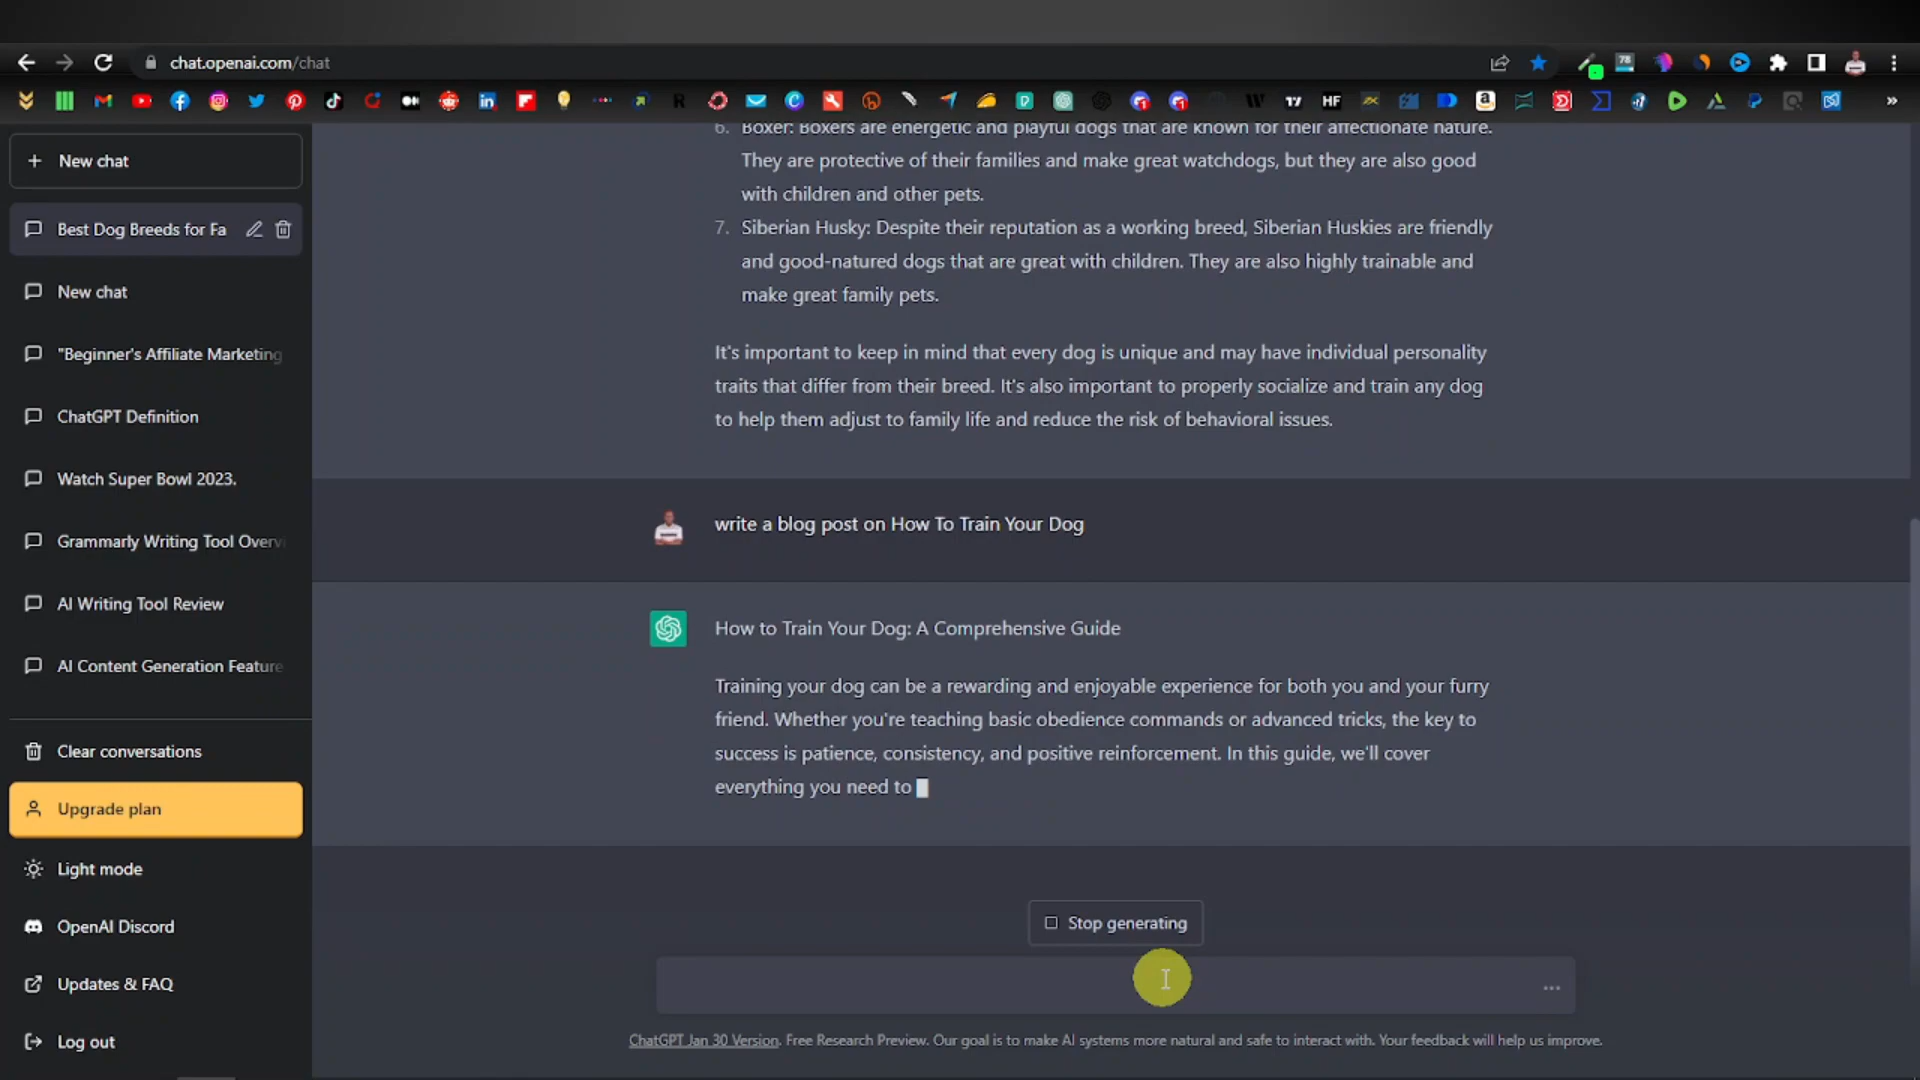 chat.openai.com/chat
78
HF
New chat
Best Dog Breeds for Fa
New chat
"Beginner's Affiliate Marketing
ChatGPT Definition
Watch Super Bowl 2023.
Grammarly Writing Tool Overv
AI Writing Tool Review
AI Content Generation Feature
Clear conversations
Upgrade plan
Light mode
OpenAI Discord
Updates & FAQ
Log out
6. Boxer: Boxers are energetic and playful dogs that are known for their affectionate nature.
They are protective of their families and make great watchdogs, but they are also good
with children and other pets.
7. Siberian Husky: Despite their reputation as a working breed, Siberian Huskies are friendly
and good-natured dogs that are great with children. They are also highly trainable and
make great family pets.
It's important to keep in mind that every dog is unique and may have individual personality
traits that differ from their breed. It's also important to properly socialize and train any dog
to help them adjust to family life and reduce the risk of behavioral issues.
write a blog post on How To Train Your Dog
How to Train Your Dog: A Comprehensive Guide
Training your dog can be a rewarding and enjoyable experience for both you and your furry
friend. Whether you're teaching basic obedience commands or advanced tricks, the key to
success is patience, consistency, and positive reinforcement. In this guide, we'll cover
everything you need to
Stop generating
ChatGPT Jan 30 Version. Free Research Preview. Our goal is to make AI systems more natural and safe to interact with. Your feedback will help us improve.